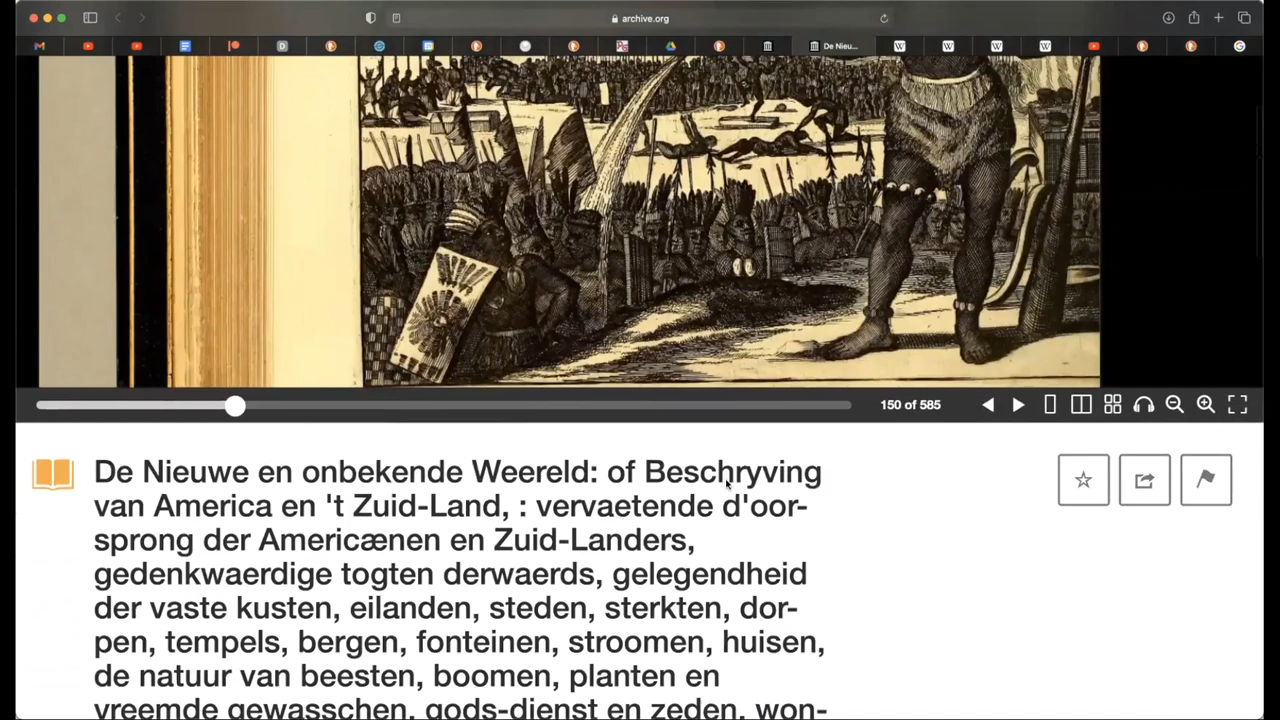 archive.org
De Nieu...
150 of 585
De Nieuwe en onbekende Weereld: of Beschryving
van America en 't Zuid-Land, : vervaetende d'oor-
sprong der Americænen en Zuid-Landers,
gedenkwaerdige togten derwaerds, gelegendheid
der vaste kusten, eilanden, steden, sterkten, dor-
pen, tempels, bergen, fonteinen, stroomen, huisen,
de natuur van beesten, boomen, planten en
vreemde gewasschen, gods-dienst en zeden, won-